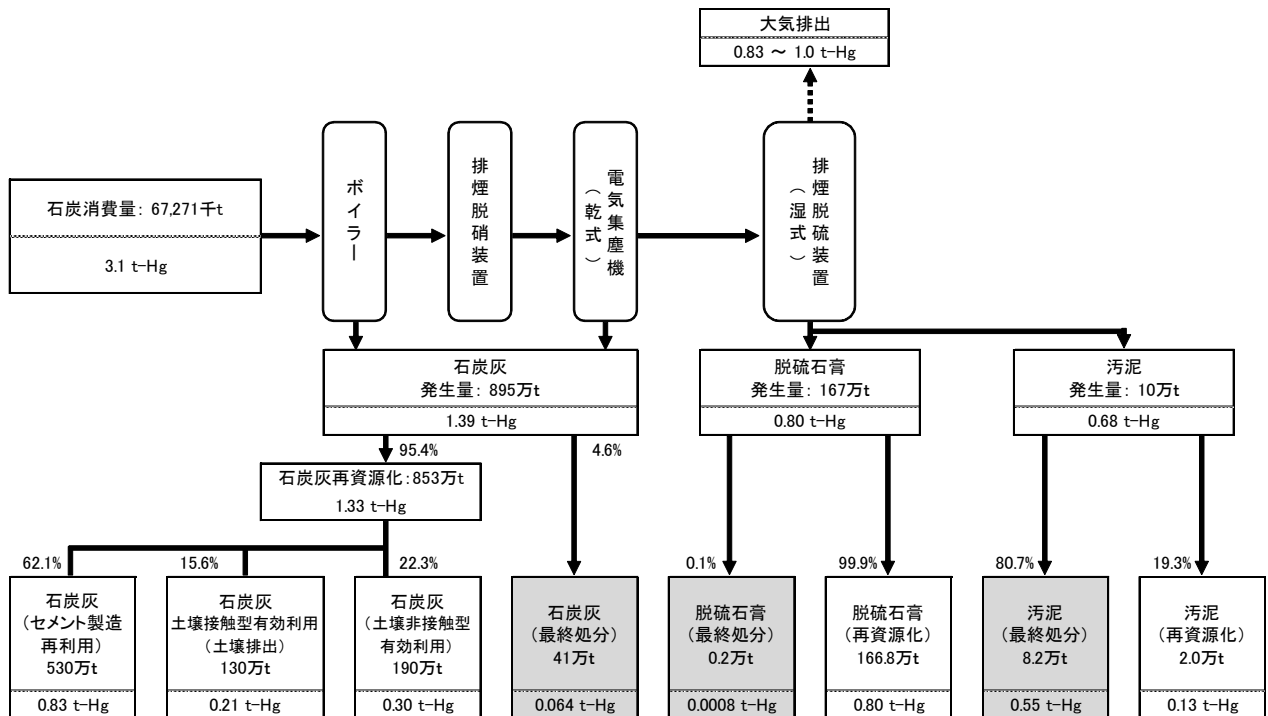 大気排出
0.83 ～ 1.0 t-Hg
石炭消費量: 67,271千t
3.1 t-Hg
ボイラー
排煙脱硝装置
電気集塵機
（乾式）
排煙脱硫装置
（湿式）
石炭灰
発生量: 895万t
1.39 t-Hg
脱硫石膏
発生量: 167万t
0.80 t-Hg
汚泥
発生量: 10万t
0.68 t-Hg
95.4%
4.6%
石炭灰再資源化:853万t
1.33 t-Hg
62.1%
15.6%
22.3%
0.1%
99.9%
80.7%
19.3%
石炭灰
（セメント製造
再利用）
530万t
0.83 t-Hg
石炭灰
土壌接触型有効利用
（土壌排出）
130万t
0.21 t-Hg
石炭灰
（土壌非接触型
有効利用）
190万t
0.30 t-Hg
石炭灰
（最終処分）
41万t
0.064 t-Hg
脱硫石膏
（最終処分）
0.2万t
0.0008 t-Hg
脱硫石膏
（再資源化）
166.8万t
0.80 t-Hg
汚泥
（最終処分）
8.2万t
0.55 t-Hg
汚泥
（再資源化）
2.0万t
0.13 t-Hg